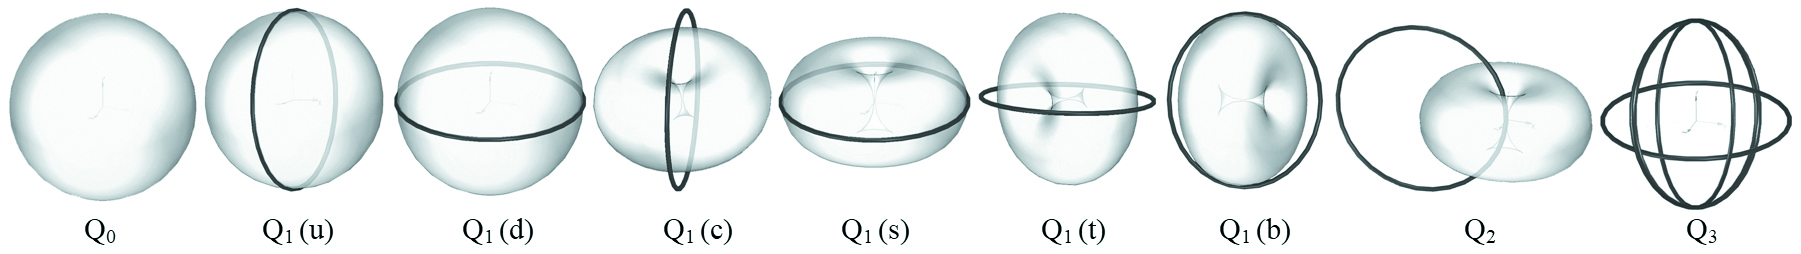 Q₀ Q₁ (u) Q₁ (d) Q₁ (c) Q₁ (s) Q₁ (t) Q₁ (b) Q₂ Q₃